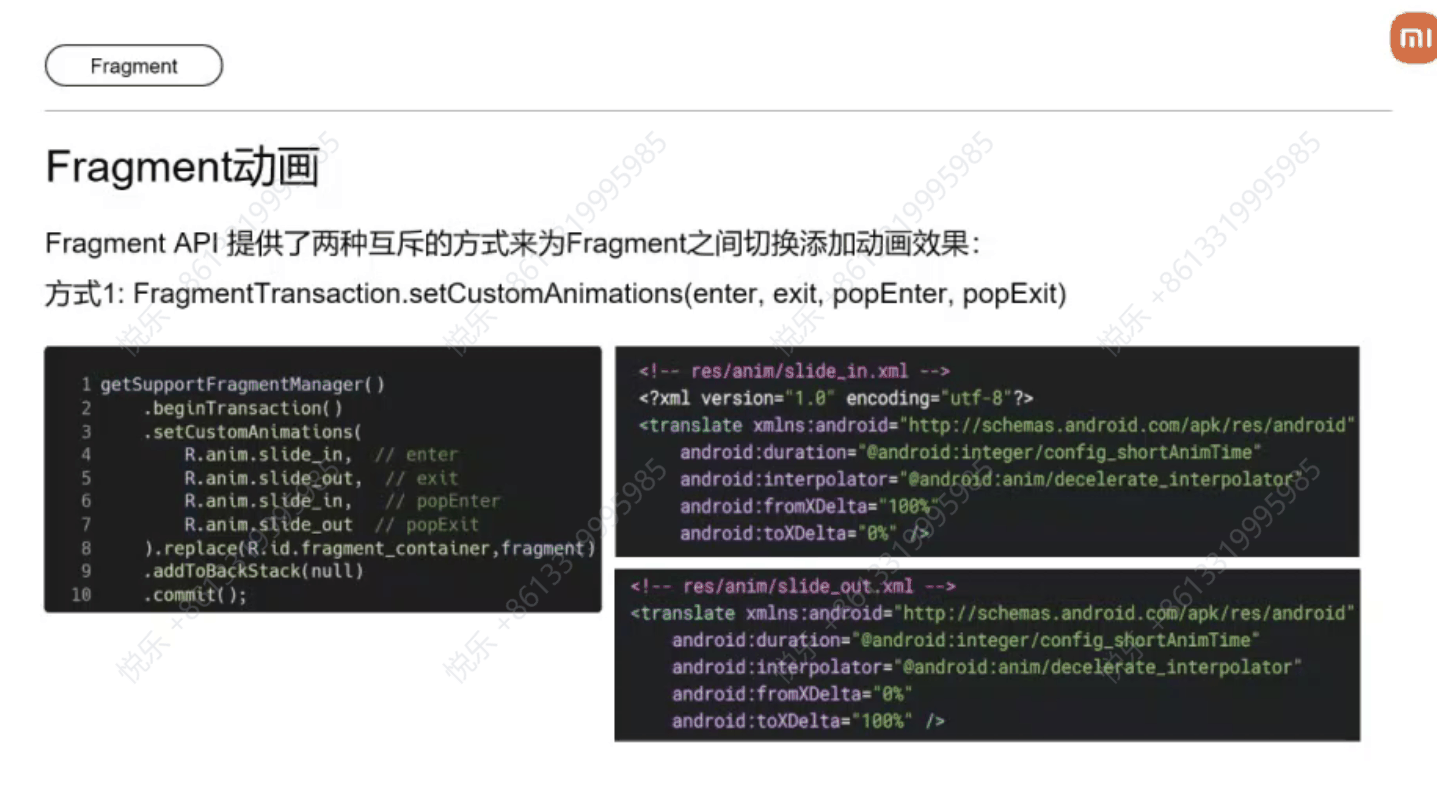 Fragment
mi
Fragment动画
Fragment API 提供了两种互斥的方式来为Fragment之间切换添加动画效果：
方式1: FragmentTransaction.setCustomAnimations(enter, exit, popEnter, popExit)
1 getSupportFragmentManager()
2 .beginTransaction()
3 .setCustomAnimations(
4 R.anim.slide_in, // enter
5 R.anim.slide_out, // exit
6 R.anim.slide_in, // popEnter
7 R.anim.slide_out // popExit
8 ).replace(R.id.fragment_container,fragment)
9 .addToBackStack(null)
10 .commit();
<!-- res/anim/slide_in.xml -->
<?xml version="1.0" encoding="utf-8"?>
<translate xmlns:android="http://schemas.android.com/apk/res/android"
android:duration="@android:integer/config_shortAnimTime"
android:interpolator="@android:anim/decelerate_interpolator"
android:fromXDelta="100%"
android:toXDelta="0%" />
<!-- res/anim/slide_out.xml -->
<translate xmlns:android="http://schemas.android.com/apk/res/android"
android:duration="@android:integer/config_shortAnimTime"
android:interpolator="@android:anim/decelerate_interpolator"
android:fromXDelta="0%"
android:toXDelta="100%" />
悦乐 +8613319995985
悦乐 +8613319995985
悦乐 +8613319995985
悦乐 +8613319995985
悦乐 +8613319995985
悦乐 +8613319995985
悦乐 +8613319995985
悦乐 +8613319995985